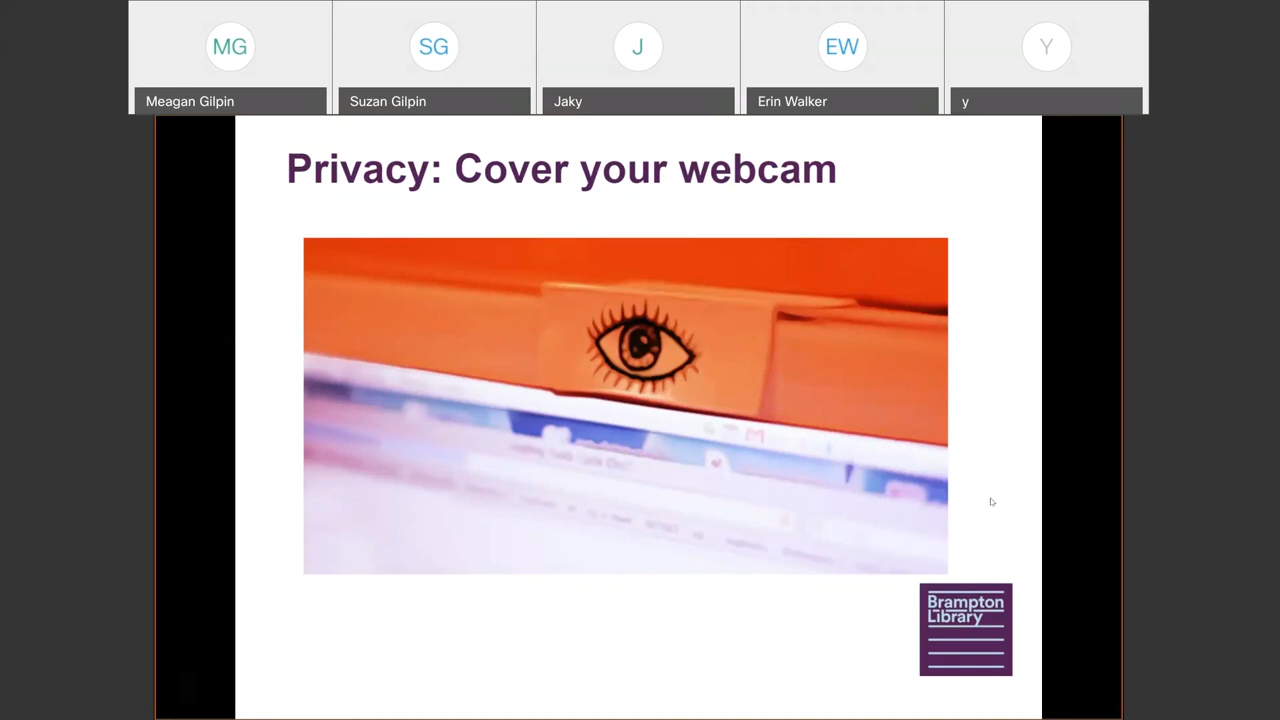 MG
SG
J
EW
Y
Meagan Gilpin
Suzan Gilpin
Jaky
Erin Walker
y
Privacy: Cover your webcam
Brampton
Library